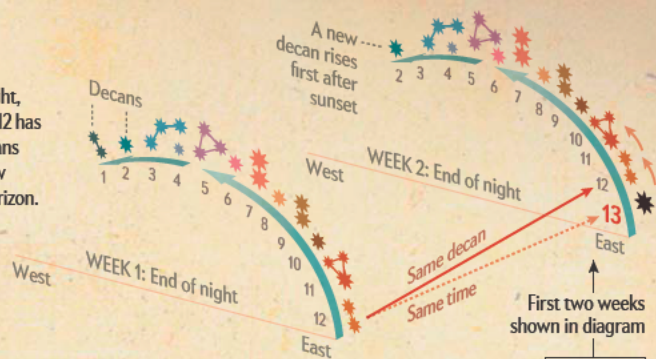 ght,
12 has
ans
w
rizon.
Decans
1 2 3 4 5 6 7 8 9 10 11 12
West
WEEK 1: End of night
East
A new
decan rises
first after
sunset
2 3 4 5 6 7 8 9 10 11 12 13
West
WEEK 2: End of night
East
Same decan
Same time
First two weeks
shown in diagram